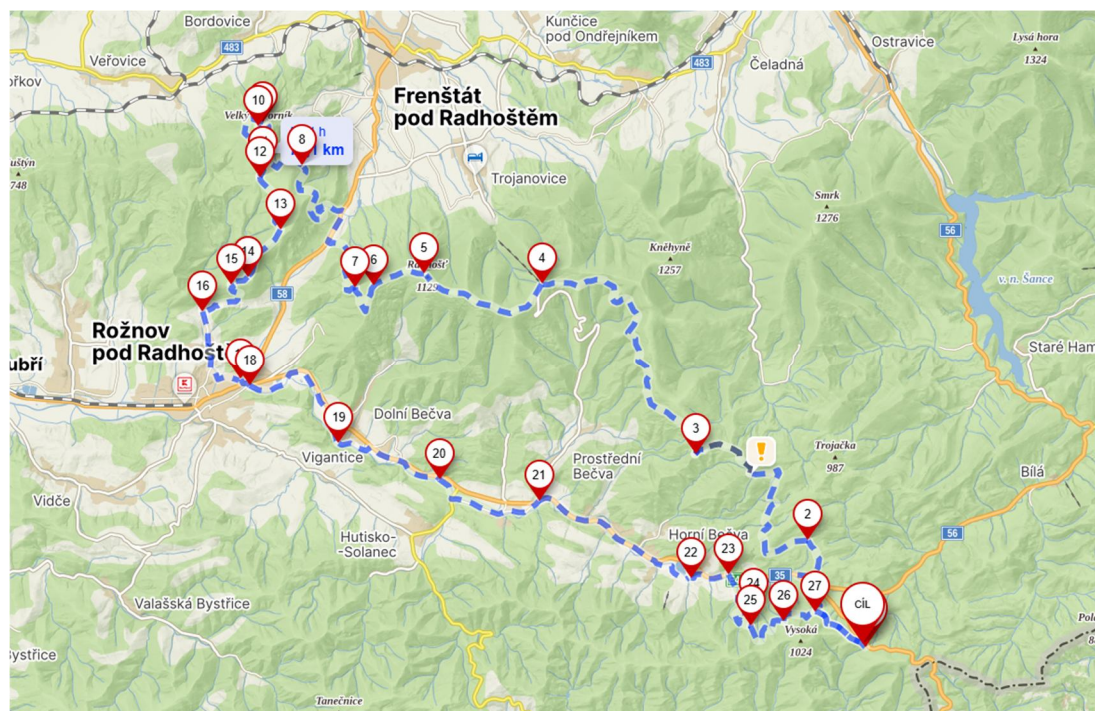 Bordovice
483
Veřovice
Kunčice
pod Ondřejníkem
483
Čeladná
Ostravice
Lysá hora
1324
10
8
h
km
12
Frenštát
pod Radhoštěm
Trojanovice
748
13
Smrk
1276
56
Kněhyně
1257
14
15
16
7
6
5
4
1129
58
v. n. Šance
Rožnov
pod Radhoště
ubří
18
Staré Ham
Dolní Bečva
19
Vigantice
20
21
Prostřední
Bečva
3
!
Trojačka
987
Bílá
Vidče
Hutisko-
-Solanec
2
56
Horní Bečva
22
23
24
25
35
26
27
CÍL
Vysoká
1024
Valašská Bystřice
Bystřice
Tanečnice